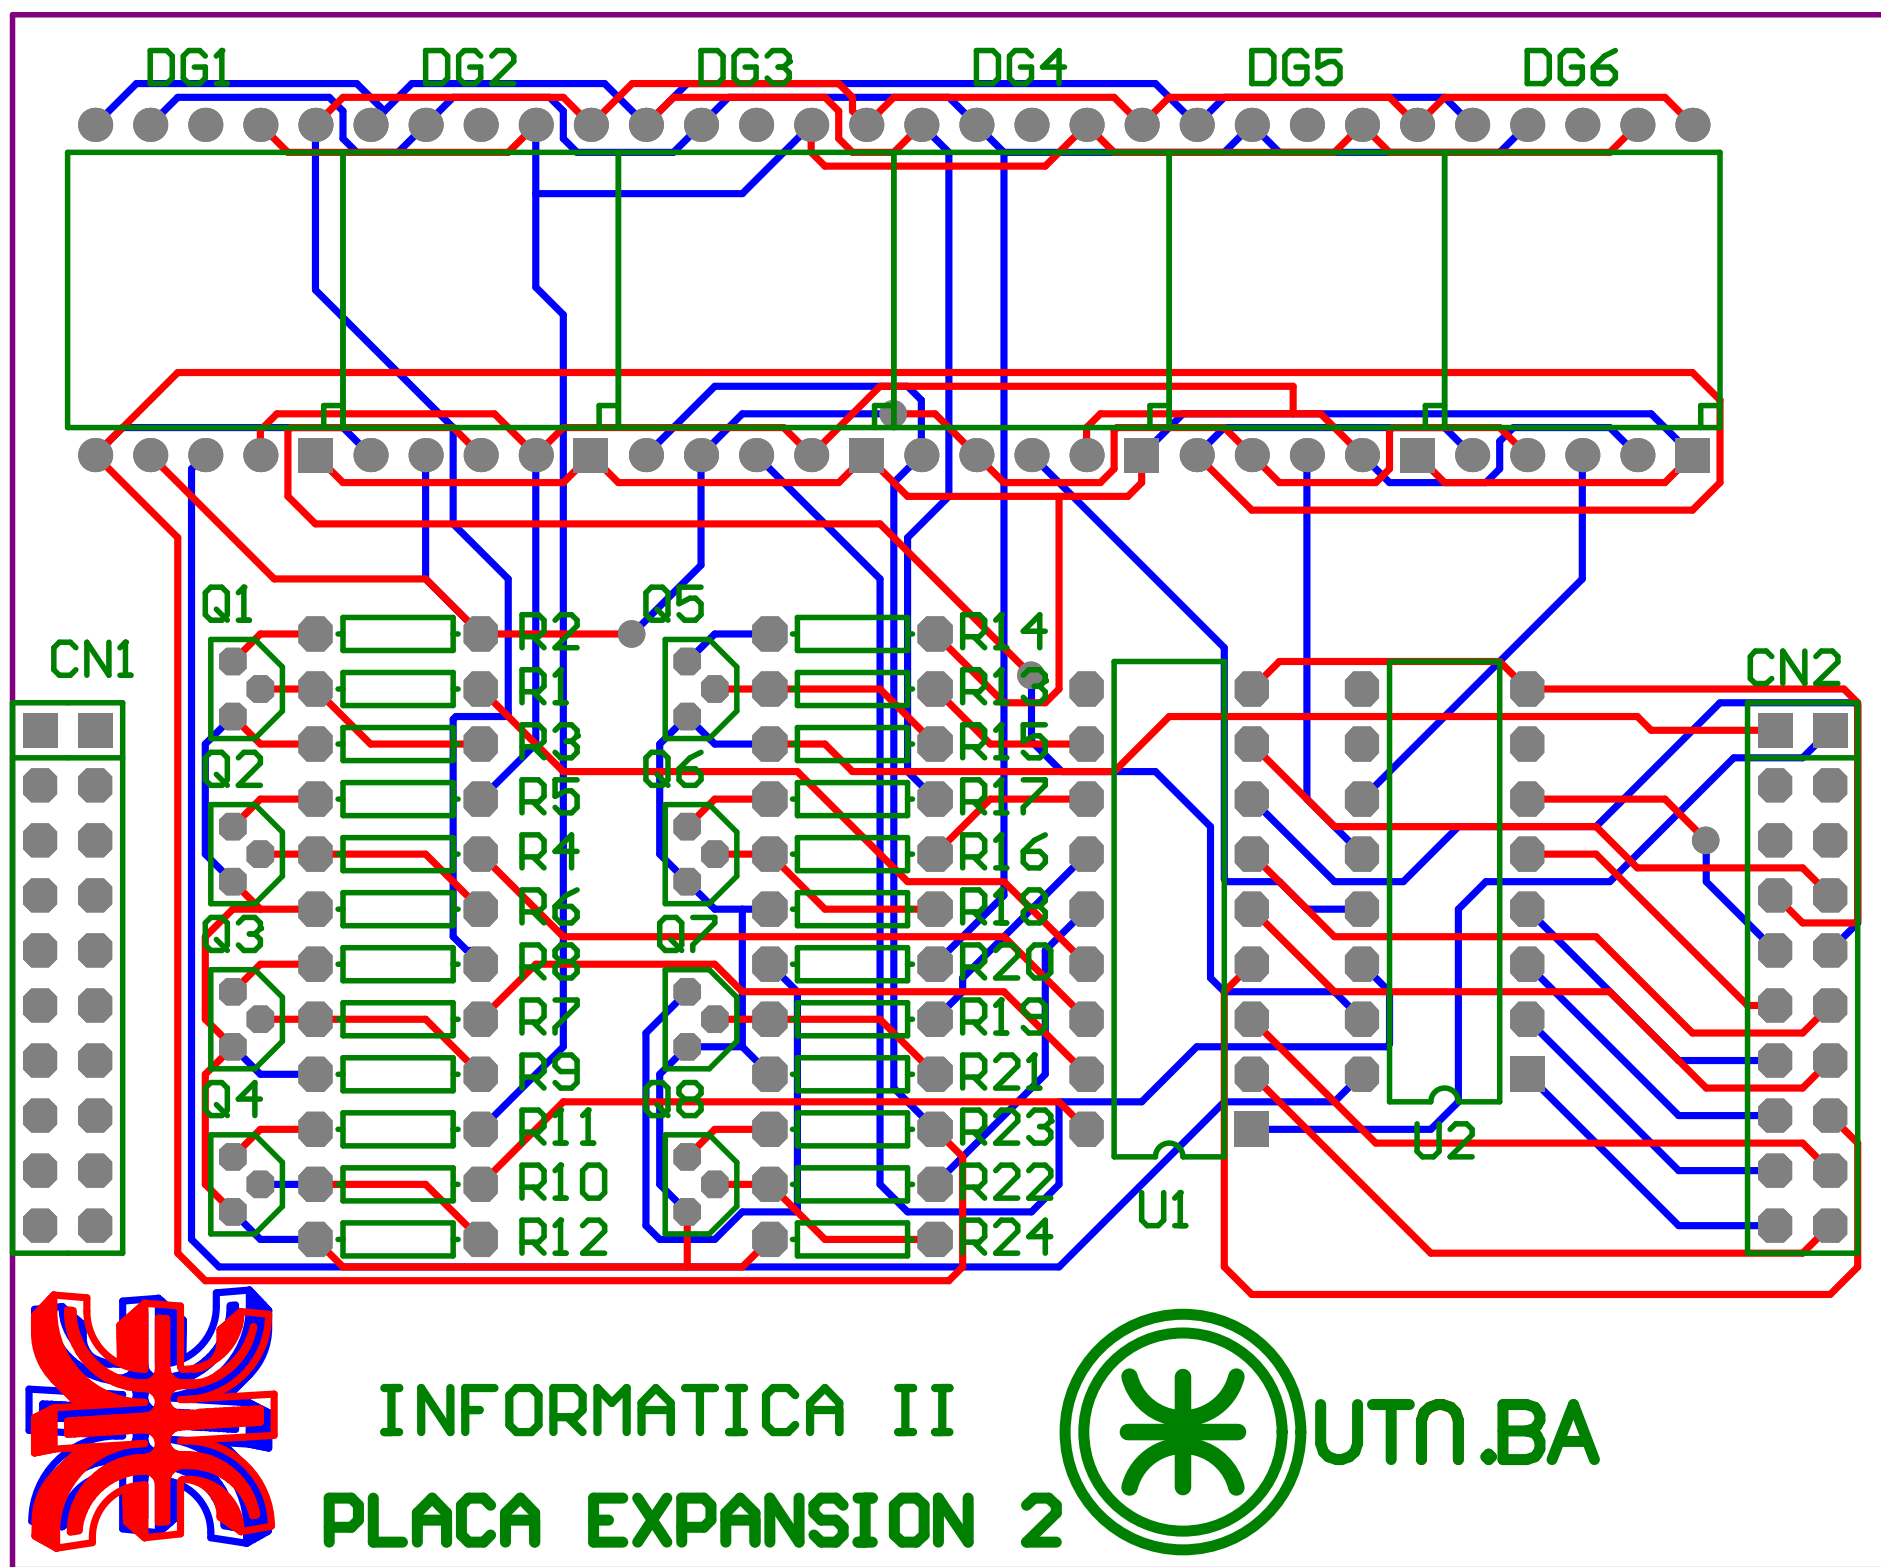 DG1 DG2 DG3 DG4 DG5 DG6
Q1
R2
Q5
R14
CN1
R1
R13
CN2
R3
R15
Q2
Q6
R5
R17
R4
R16
R6
R18
Q3
Q7
R8
R20
R7
R19
R9
R21
Q4
Q8
R11
R23
U2
R10
R22
U1
R12
R24
INFORMATICA II
UTN.BA
PLACA EXPANSION 2